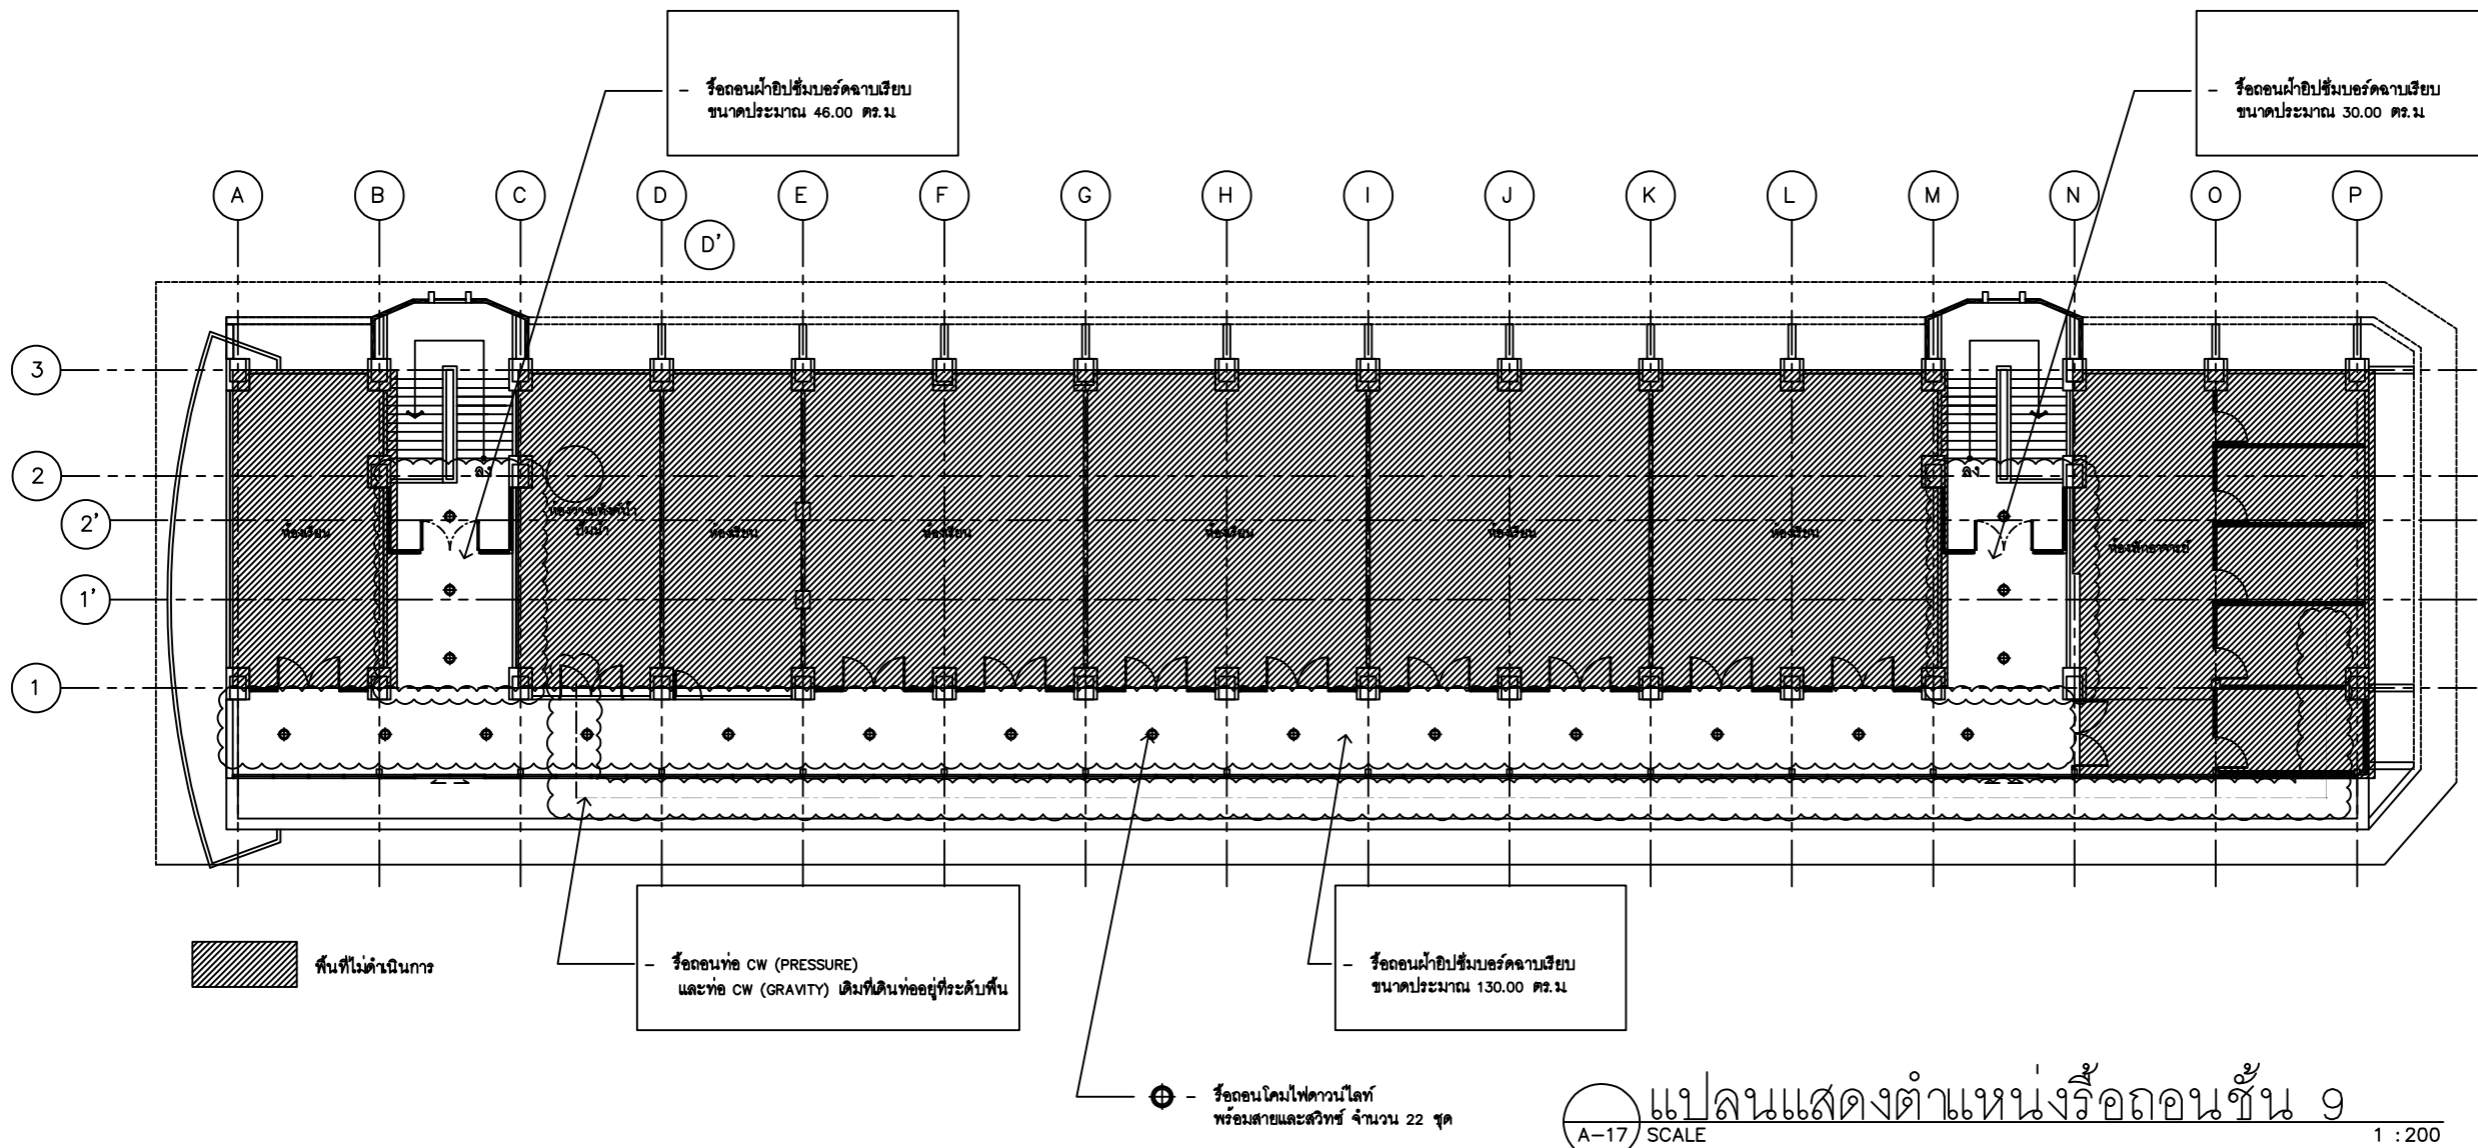 - รื้อถอนฝ้ายิปซั่มบอร์ดฉาบเรียบ
ขนาดประมาณ 46.00 ตร.ม.
- รื้อถอนฝ้ายิปซั่มบอร์ดฉาบเรียบ
ขนาดประมาณ 30.00 ตร.ม.
A B C D E F G H I J K L M N O P
D'
3
2
2'
1'
1
ลง
ลง
ห้องเรียน
ปั๊มน้ำ
ห้องเรียน
ห้องเรียน
ห้องเรียน
ห้องเรียน
ห้องเรียน
ห้องพักอาจารย์
พื้นที่ไม่ดำเนินการ
- รื้อถอนท่อ CW (PRESSURE)
และท่อ CW (GRAVITY) เดิมที่เดินท่ออยู่ที่ระดับพื้น
- รื้อถอนฝ้ายิปซั่มบอร์ดฉาบเรียบ
ขนาดประมาณ 130.00 ตร.ม.
- รื้อถอนโคมไฟดาวน์ไลท์
พร้อมสายและสวิทช์ จำนวน 22 ชุด
แปลนแสดงตำแหน่งรื้อถอนชั้น 9
A-17 SCALE 1 : 200